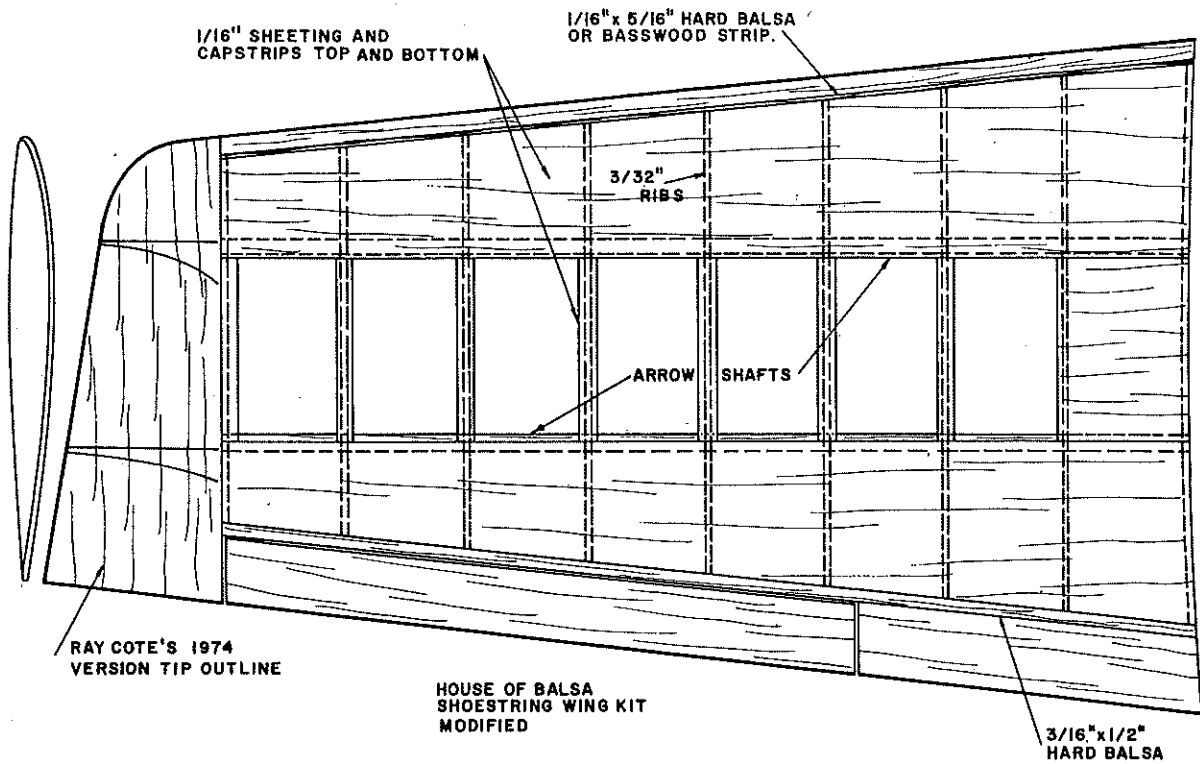 1/16" SHEETING AND
CAPSTRIPS TOP AND BOTTOM
1/16" x 5/16" HARD BALSA
OR BASSWOOD STRIP.
3/32"
RIBS
ARROW SHAFTS
RAY COTE'S 1974
VERSION TIP OUTLINE
HOUSE OF BALSA
SHOESTRING WING KIT
MODIFIED
3/16" x 1/2"
HARD BALSA